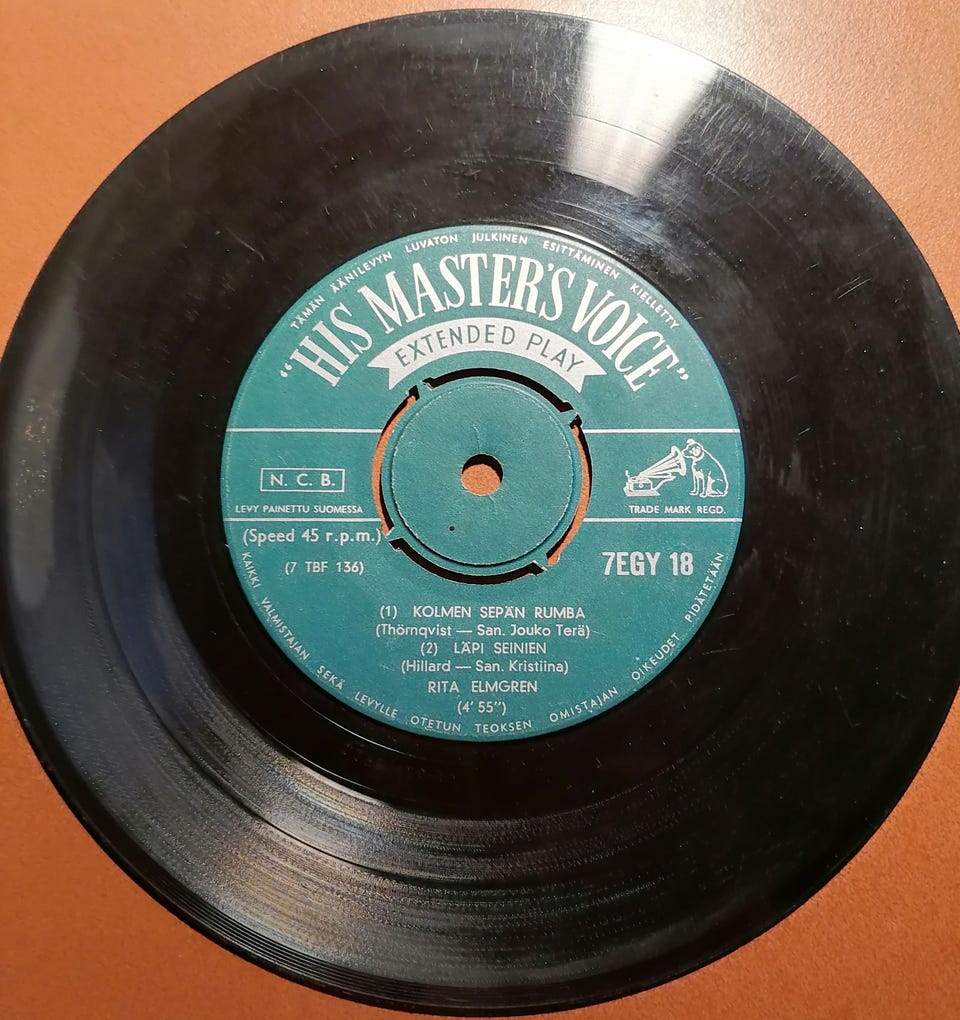 TÄMÄN ÄÄNILEVYN LUVATON JULKINEN ESITTÄMINEN KIELLETTY
"HIS MASTER'S VOICE"
EXTENDED PLAY
N. C. B.
LEVY PAINETTU SUOMESSA
TRADE MARK REGD.
(Speed 45 r.p.m.)
(7 TBF 136)
7EGY 18
(1) KOLMEN SEPÄN RUMBA
(Thörnqvist — San. Jouko Terä)
(2) LÄPI SEINIEN
(Hillard — San. Kristiina)
RITA ELMGREN
(4' 55")
KAIKKI VALMISTAJAN SEKÄ LEVYLLE OTETUN TEOKSEN OMISTAJAN OIKEUDET PIDÄTETÄÄN